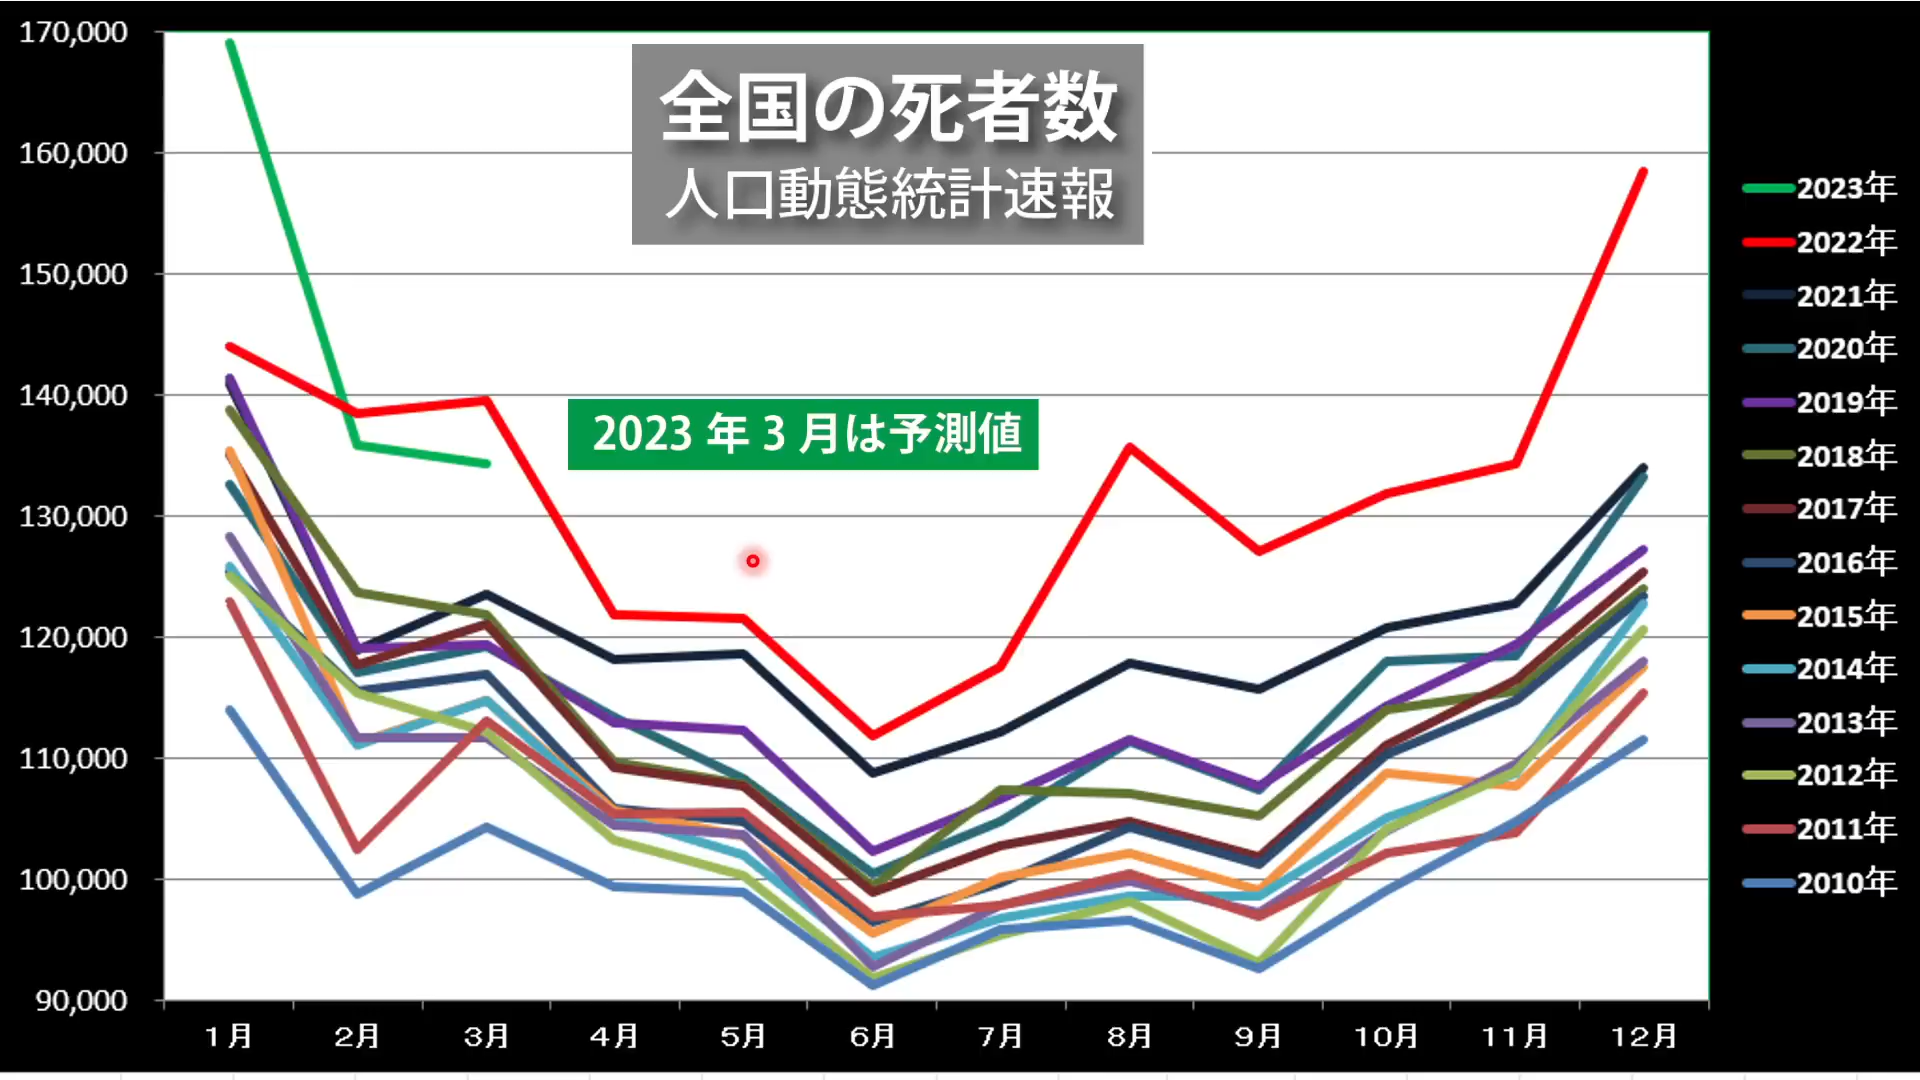 全国の死者数
人口動態統計速報
2023年3月は予測値
170,000
160,000
150,000
140,000
130,000
120,000
110,000
100,000
90,000
1月 2月 3月 4月 5月 6月 7月 8月 9月 10月 11月 12月
2023年
2022年
2021年
2020年
2019年
2018年
2017年
2016年
2015年
2014年
2013年
2012年
2011年
2010年